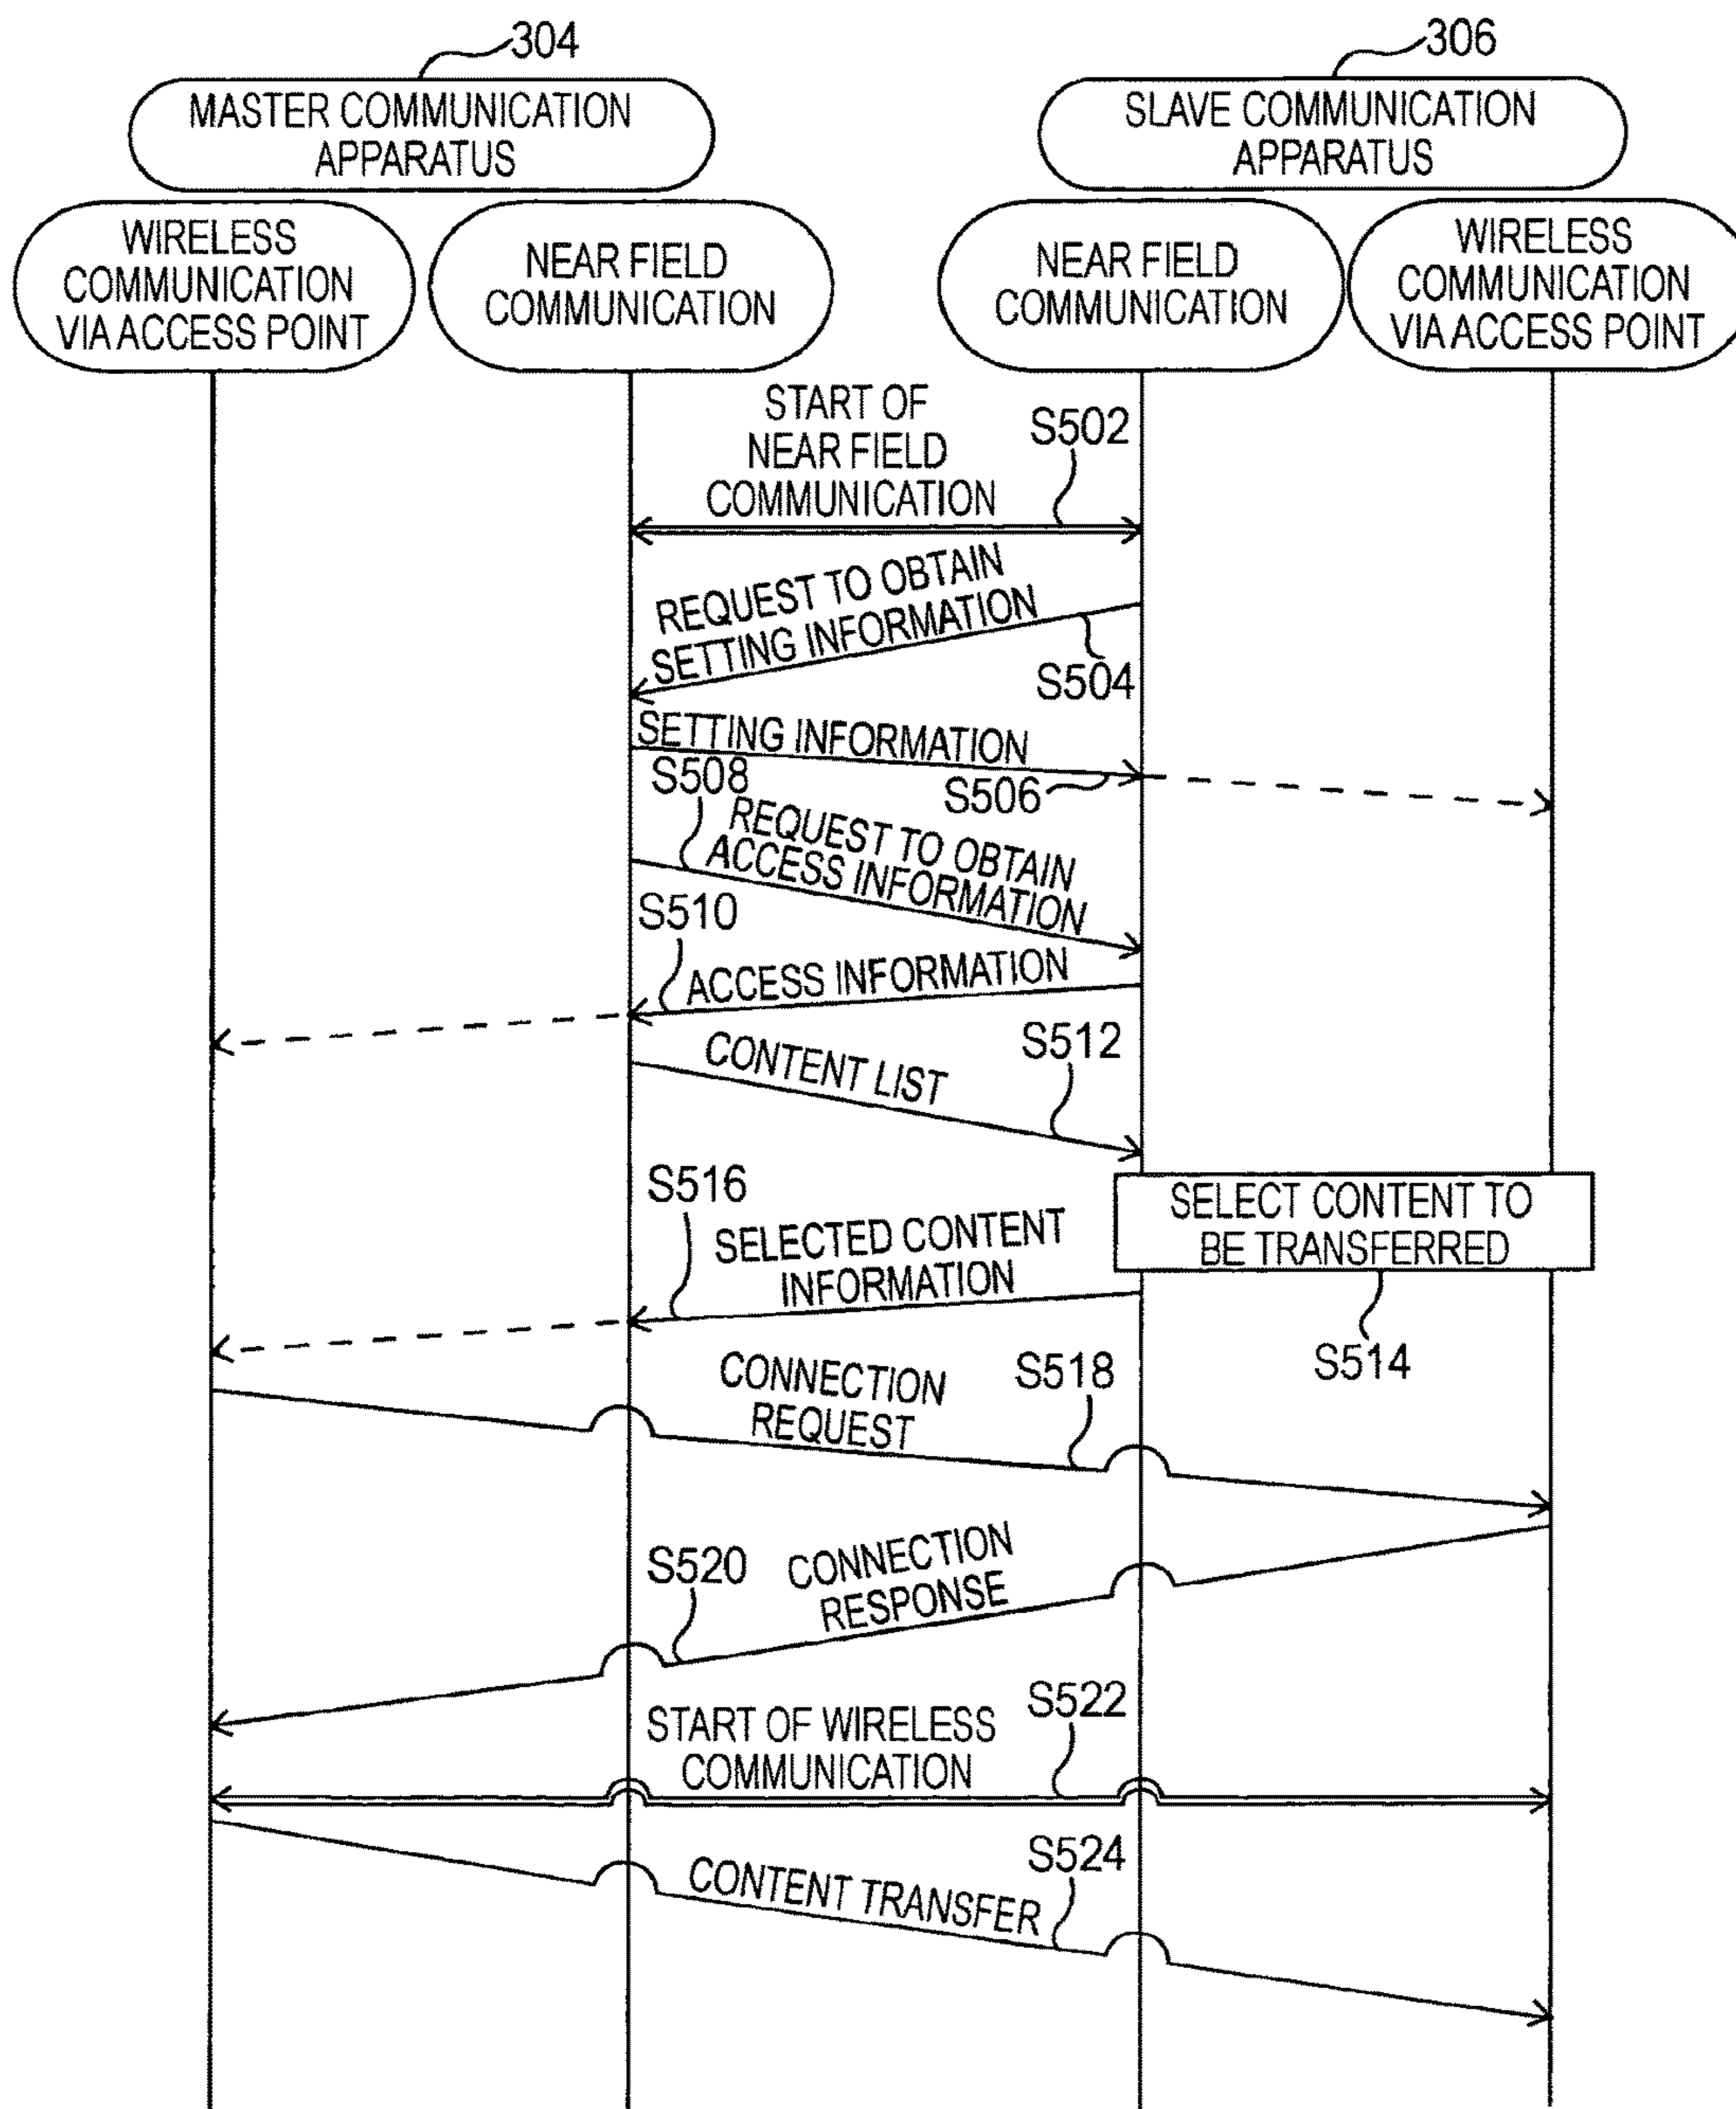 304
306
MASTER COMMUNICATION
APPARATUS
SLAVE COMMUNICATION
APPARATUS
WIRELESS
COMMUNICATION
VIA ACCESS POINT
NEAR FIELD
COMMUNICATION
NEAR FIELD
COMMUNICATION
WIRELESS
COMMUNICATION
VIA ACCESS POINT
START OF
NEAR FIELD
COMMUNICATION
S502
REQUEST TO OBTAIN
SETTING INFORMATION
S504
SETTING INFORMATION
S506
S508
REQUEST TO OBTAIN
ACCESS INFORMATION
S510
ACCESS INFORMATION
CONTENT LIST
S512
SELECT CONTENT TO
BE TRANSFERRED
S514
S516
SELECTED CONTENT
INFORMATION
CONNECTION
REQUEST
S518
S520
CONNECTION
RESPONSE
START OF WIRELESS
COMMUNICATION
S522
CONTENT TRANSFER
S524